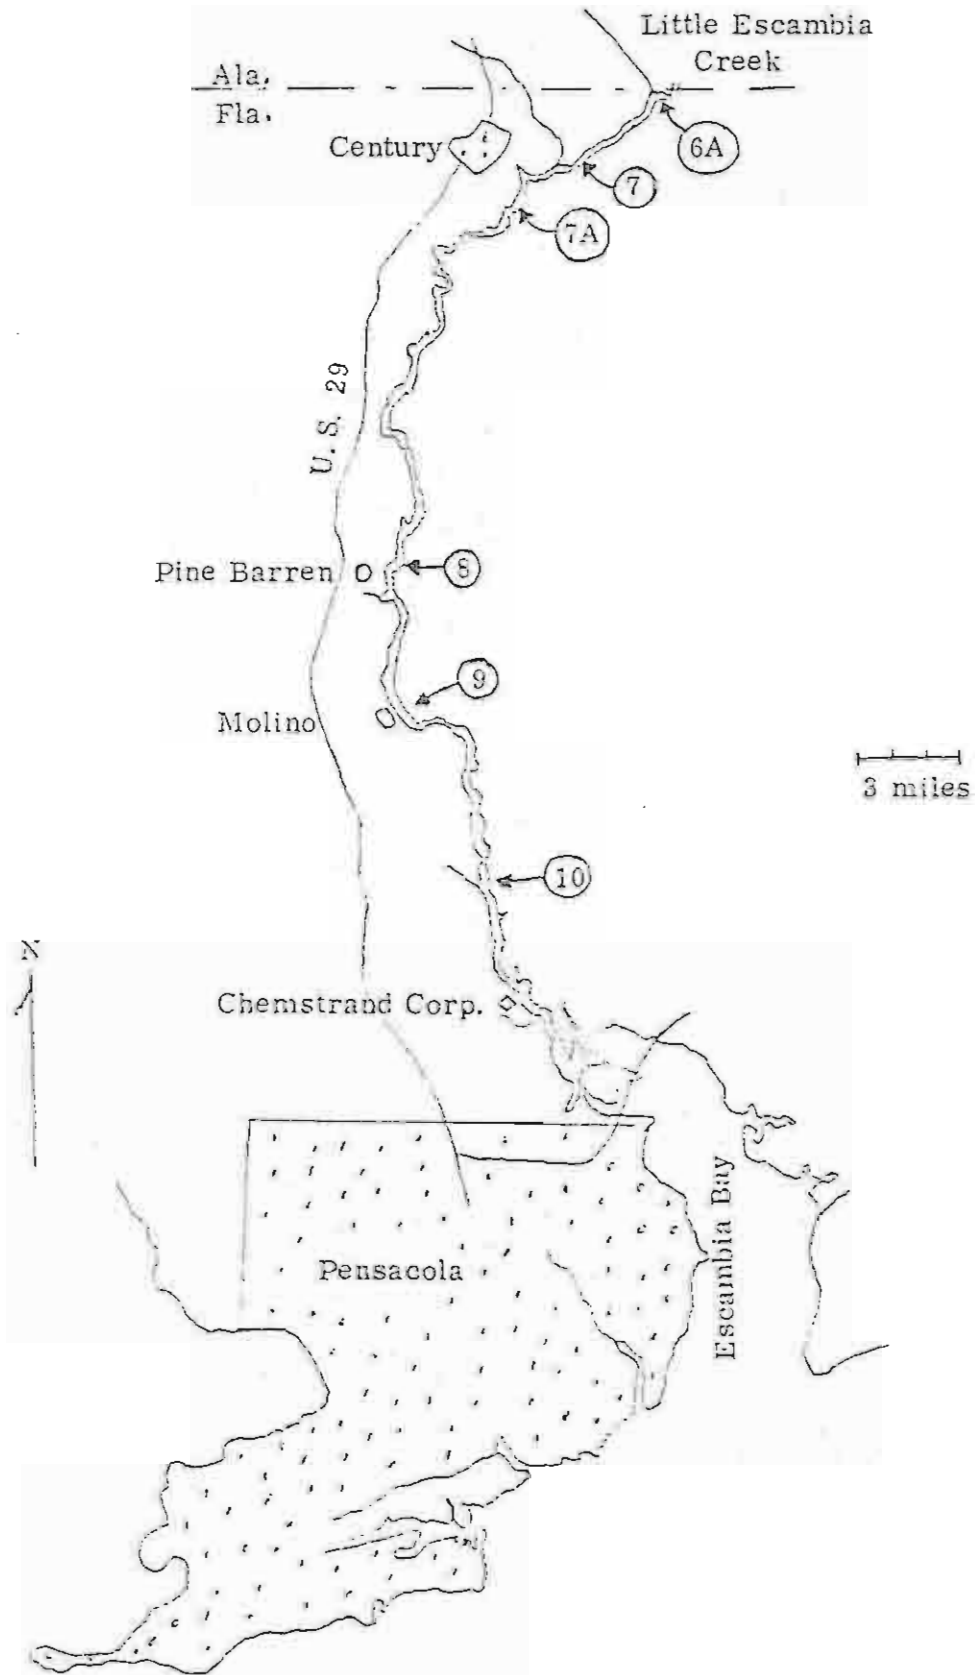 Little Escambia
Creek
Ala.
Fla.
Century
6A
7
7A
U.S. 29
Pine Barren
8
9
Molino
3 miles
10
N
Chemstrand Corp.
Pensacola
Escambia Bay